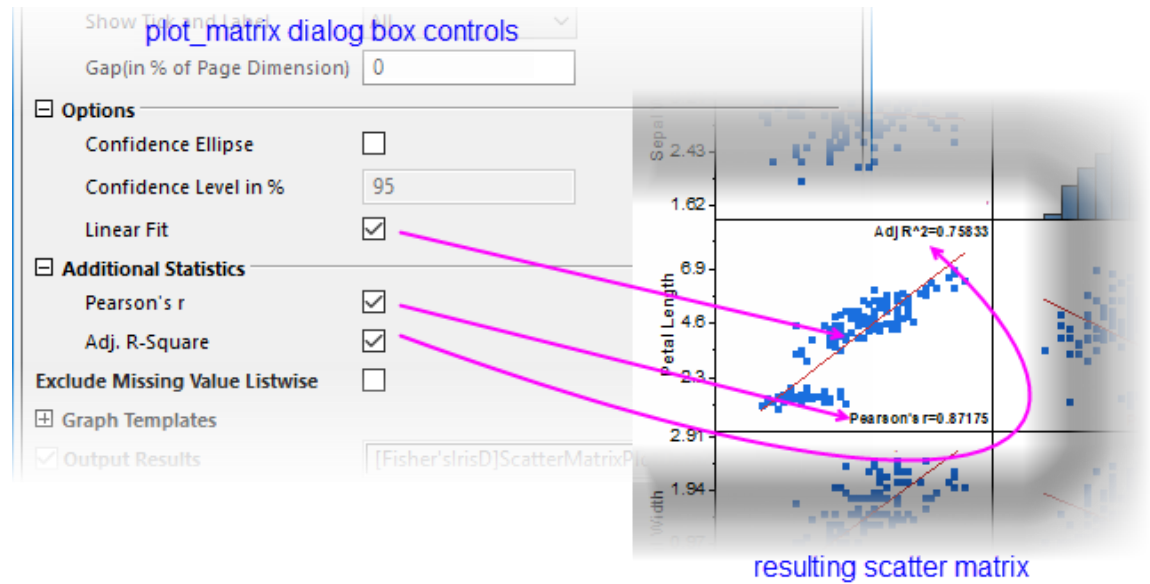 Show Tick and Label All
plot_matrix dialog box controls
Gap(in % of Page Dimension) 0
Options
Confidence Ellipse
Confidence Level in % 95
Linear Fit
Additional Statistics
Pearson's r
Adj. R-Square
Exclude Missing Value Listwise
Graph Templates
Output Results [Fisher'sIrisD]ScatterMatrixPlo
Sepal
2.43
1.62
Adj R^2=0.75833
6.9
4.6
2.3
Petal Length
Pearson's r=0.87175
2.91
1.94
Width
resulting scatter matrix